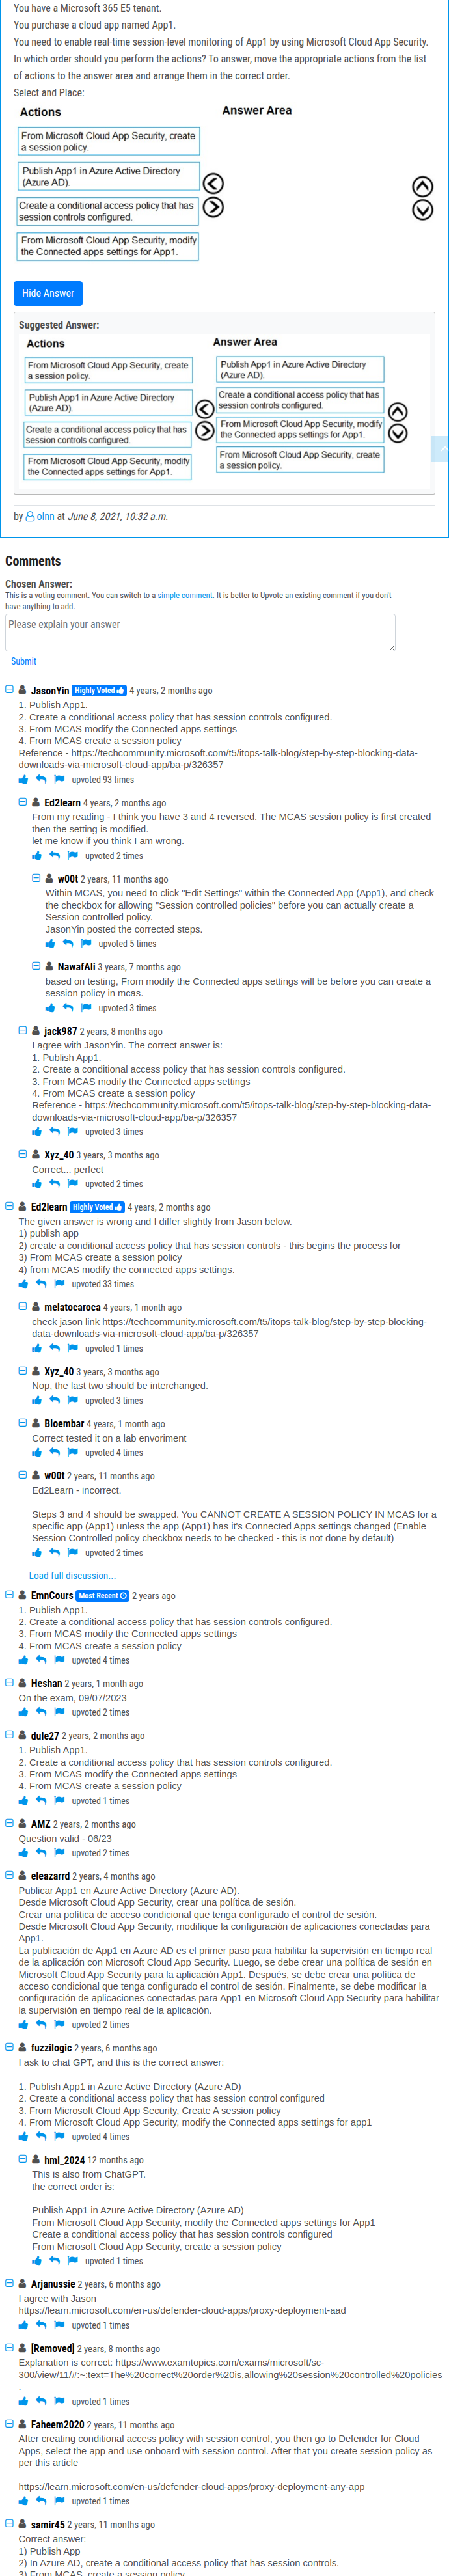 You have a Microsoft 365 E5 tenant.
You purchase a cloud app named App1.
You need to enable real-time session-level monitoring of App1 by using Microsoft Cloud App Security.
In which order should you perform the actions? To answer, move the appropriate actions from the list
of actions to the answer area and arrange them in the correct order.
Select and Place:
Actions
Answer Area
From Microsoft Cloud App Security, create
a session policy.
Publish App1 in Azure Active Directory
(Azure AD).
Create a conditional access policy that has
session controls configured.
From Microsoft Cloud App Security, modify
the Connected apps settings for App1.
Hide Answer
Suggested Answer:
Actions
Answer Area
From Microsoft Cloud App Security, create
a session policy.
Publish App1 in Azure Active Directory
(Azure AD).
Create a conditional access policy that has
session controls configured.
From Microsoft Cloud App Security, modify
the Connected apps settings for App1.
Publish App1 in Azure Active Directory
(Azure AD).
Create a conditional access policy that has
session controls configured.
From Microsoft Cloud App Security, modify
the Connected apps settings for App1.
From Microsoft Cloud App Security, create
a session policy.
by olnn at June 8, 2021, 10:32 a.m.
Comments
Chosen Answer:
This is a voting comment. You can switch to a simple comment. It is better to Upvote an existing comment if you don't
have anything to add.
Please explain your answer
Submit
JasonYin Highly Voted 4 years, 2 months ago
1. Publish App1.
2. Create a conditional access policy that has session controls configured.
3. From MCAS modify the Connected apps settings
4. From MCAS create a session policy
Reference - https://techcommunity.microsoft.com/t5/itops-talk-blog/step-by-step-blocking-data-
downloads-via-microsoft-cloud-app/ba-p/326357
upvoted 93 times
Ed2learn 4 years, 2 months ago
From my reading - I think you have 3 and 4 reversed. The MCAS session policy is first created
then the setting is modified.
let me know if you think I am wrong.
upvoted 2 times
w00t 2 years, 11 months ago
Within MCAS, you need to click "Edit Settings" within the Connected App (App1), and check
the checkbox for allowing "Session controlled policies" before you can actually create a
Session controlled policy.
JasonYin posted the corrected steps.
upvoted 5 times
NawafAli 3 years, 7 months ago
based on testing, From modify the Connected apps settings will be before you can create a
session policy in mcas.
upvoted 3 times
jack987 2 years, 8 months ago
I agree with JasonYin. The correct answer is:
1. Publish App1.
2. Create a conditional access policy that has session controls configured.
3. From MCAS modify the Connected apps settings
4. From MCAS create a session policy
Reference - https://techcommunity.microsoft.com/t5/itops-talk-blog/step-by-step-blocking-data-
downloads-via-microsoft-cloud-app/ba-p/326357
upvoted 3 times
Xyz_40 3 years, 3 months ago
Correct... perfect
upvoted 2 times
Ed2learn Highly Voted 4 years, 2 months ago
The given answer is wrong and I differ slightly from Jason below.
1) publish app
2) create a conditional access policy that has session controls - this begins the process for
3) From MCAS create a session policy
4) from MCAS modify the connected apps settings.
upvoted 33 times
melatocaroca 4 years, 1 month ago
check jason link https://techcommunity.microsoft.com/t5/itops-talk-blog/step-by-step-blocking-
data-downloads-via-microsoft-cloud-app/ba-p/326357
upvoted 1 times
Xyz_40 3 years, 3 months ago
Nop, the last two should be interchanged.
upvoted 3 times
Bloembar 4 years, 1 month ago
Correct tested it on a lab envoriment
upvoted 4 times
w00t 2 years, 11 months ago
Ed2Learn - incorrect.
Steps 3 and 4 should be swapped. You CANNOT CREATE A SESSION POLICY IN MCAS for a
specific app (App1) unless the app (App1) has it's Connected Apps settings changed (Enable
Session Controlled policy checkbox needs to be checked - this is not done by default)
upvoted 2 times
Load full discussion...
EmnCours Most Recent 2 years ago
1. Publish App1.
2. Create a conditional access policy that has session controls configured.
3. From MCAS modify the Connected apps settings
4. From MCAS create a session policy
upvoted 4 times
Heshan 2 years, 1 month ago
On the exam, 09/07/2023
upvoted 2 times
dule27 2 years, 2 months ago
1. Publish App1.
2. Create a conditional access policy that has session controls configured.
3. From MCAS modify the Connected apps settings
4. From MCAS create a session policy
upvoted 1 times
AMZ 2 years, 2 months ago
Question valid - 06/23
upvoted 2 times
eleazarrd 2 years, 4 months ago
Publicar App1 en Azure Active Directory (Azure AD).
Desde Microsoft Cloud App Security, crear una política de sesión.
Crear una política de acceso condicional que tenga configurado el control de sesión.
Desde Microsoft Cloud App Security, modifique la configuración de aplicaciones conectadas para
App1.
La publicación de App1 en Azure AD es el primer paso para habilitar la supervisión en tiempo real
de la aplicación con Microsoft Cloud App Security. Luego, se debe crear una política de sesión en
Microsoft Cloud App Security para la aplicación App1. Después, se debe crear una política de
acceso condicional que tenga configurado el control de sesión. Finalmente, se debe modificar la
configuración de aplicaciones conectadas para App1 en Microsoft Cloud App Security para habilitar
la supervisión en tiempo real de la aplicación.
upvoted 2 times
fuzzilogic 2 years, 6 months ago
I ask to chat GPT, and this is the correct answer:
1. Publish App1 in Azure Active Directory (Azure AD)
2. Create a conditional access policy that has session control configured
3. From Microsoft Cloud App Security, Create A session policy
4. From Microsoft Cloud App Security, modify the Connected apps settings for app1
upvoted 4 times
hml_2024 12 months ago
This is also from ChatGPT.
the correct order is:
Publish App1 in Azure Active Directory (Azure AD)
From Microsoft Cloud App Security, modify the Connected apps settings for App1
Create a conditional access policy that has session controls configured
From Microsoft Cloud App Security, create a session policy
upvoted 1 times
Arjanussie 2 years, 6 months ago
I agree with Jason
https://learn.microsoft.com/en-us/defender-cloud-apps/proxy-deployment-aad
upvoted 1 times
[Removed] 2 years, 8 months ago
Explanation is correct: https://www.examtopics.com/exams/microsoft/sc-
300/view/11/#:~:text=The%20correct%20order%20is,allowing%20session%20controlled%20policies
.
upvoted 1 times
Faheem2020 2 years, 11 months ago
After creating conditional access policy with session control, you then go to Defender for Cloud
Apps, select the app and use onboard with session control. After that you create session policy as
per this article
https://learn.microsoft.com/en-us/defender-cloud-apps/proxy-deployment-any-app
upvoted 1 times
samir45 2 years, 11 months ago
Correct answer:
1) Publish App
2) In Azure AD, create a conditional access policy that has session controls.
3) From MCAS, create a session policy